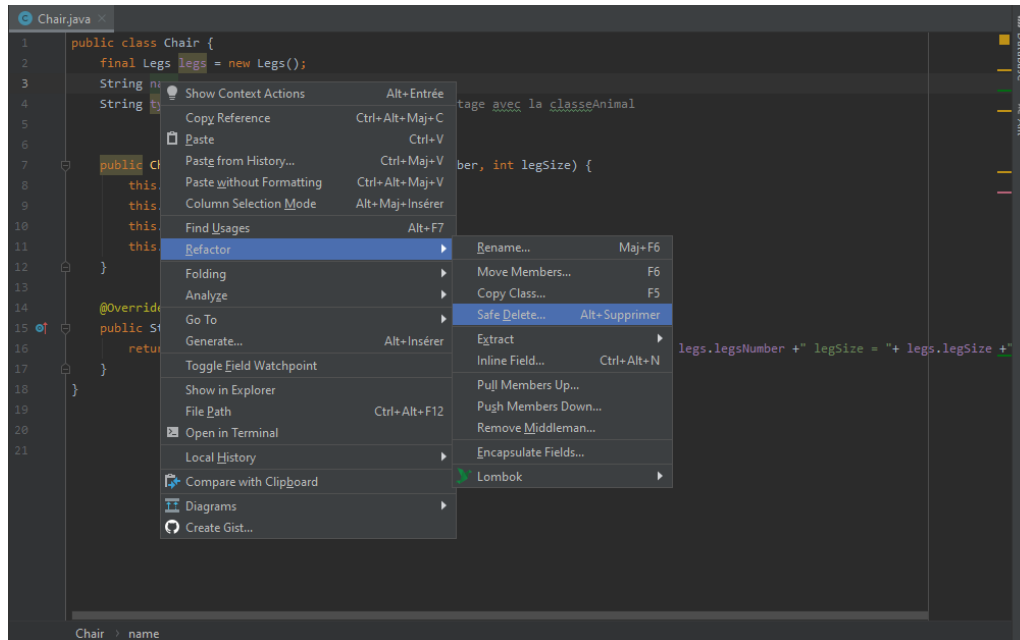 Chair.java
1 public class Chair {
2 final Legs legs = new Legs();
3 String
4 String tage avec la classeAnimal
5
6
7 public ber, int legSize) {
8 this.
9 this.
10 this.
11 this.
12 }
13
14 @Override
15 public
16 legs.legsNumber +" legSize = "+ legs.legSize +"
17 }
18 }
19
20
21
Show Context Actions Alt+Entrée
Copy Reference Ctrl+Alt+Maj+C
Paste Ctrl+V
Paste from History... Ctrl+Maj+V
Paste without Formatting Ctrl+Alt+Maj+V
Column Selection Mode Alt+Maj+Insérer
Find Usages Alt+F7
Refactor
Folding
Analyze
Go To
Generate... Alt+Insérer
Toggle Field Watchpoint
Show in Explorer
File Path Ctrl+Alt+F12
Open in Terminal
Local History
Compare with Clipboard
Diagrams
Create Gist...
Rename... Maj+F6
Move Members... F6
Copy Class... F5
Safe Delete... Alt+Supprimer
Extract
Inline Field... Ctrl+Alt+N
Pull Members Up...
Push Members Down...
Remove Middleman...
Encapsulate Fields...
Lombok
Chair > name